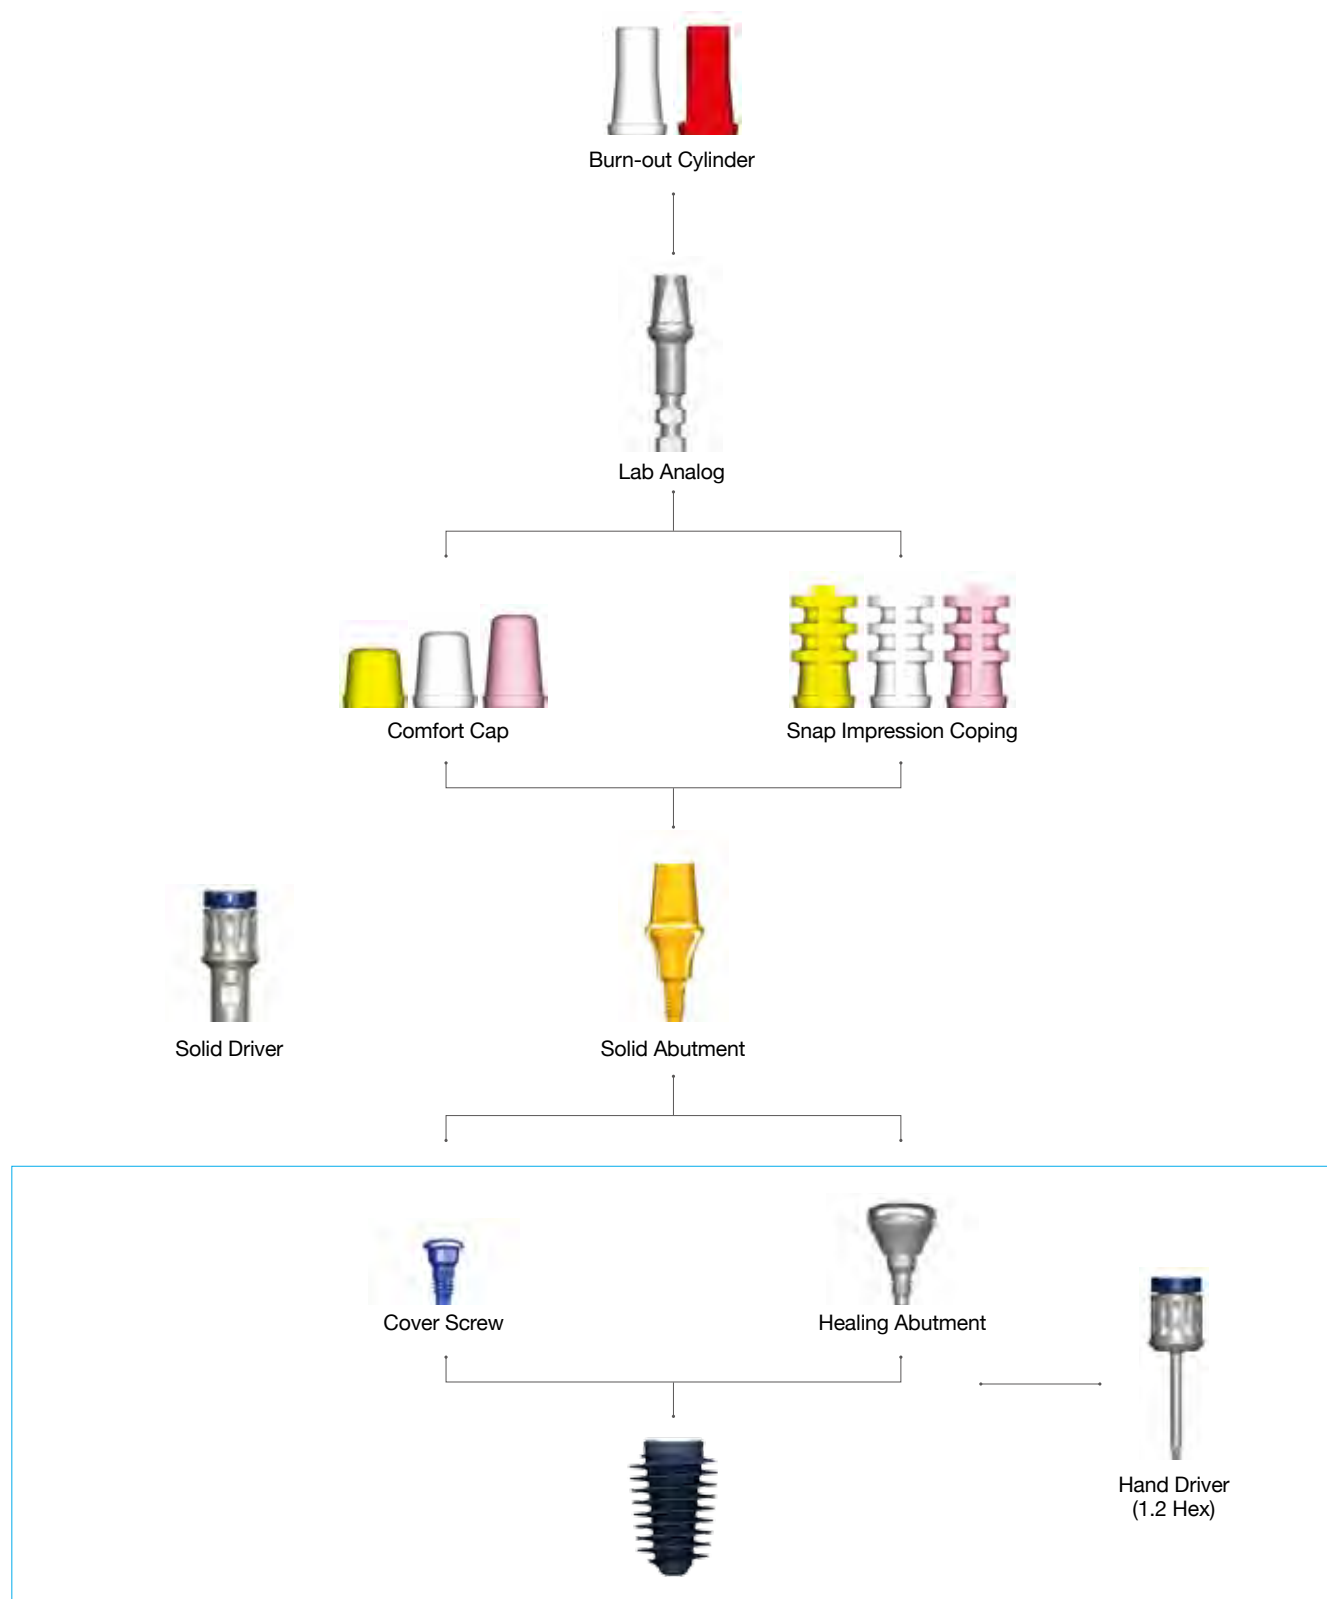 Burn-out Cylinder
Lab Analog
Comfort Cap
Snap Impression Coping
Solid Driver
Solid Abutment
Cover Screw
Healing Abutment
Hand Driver
(1.2 Hex)